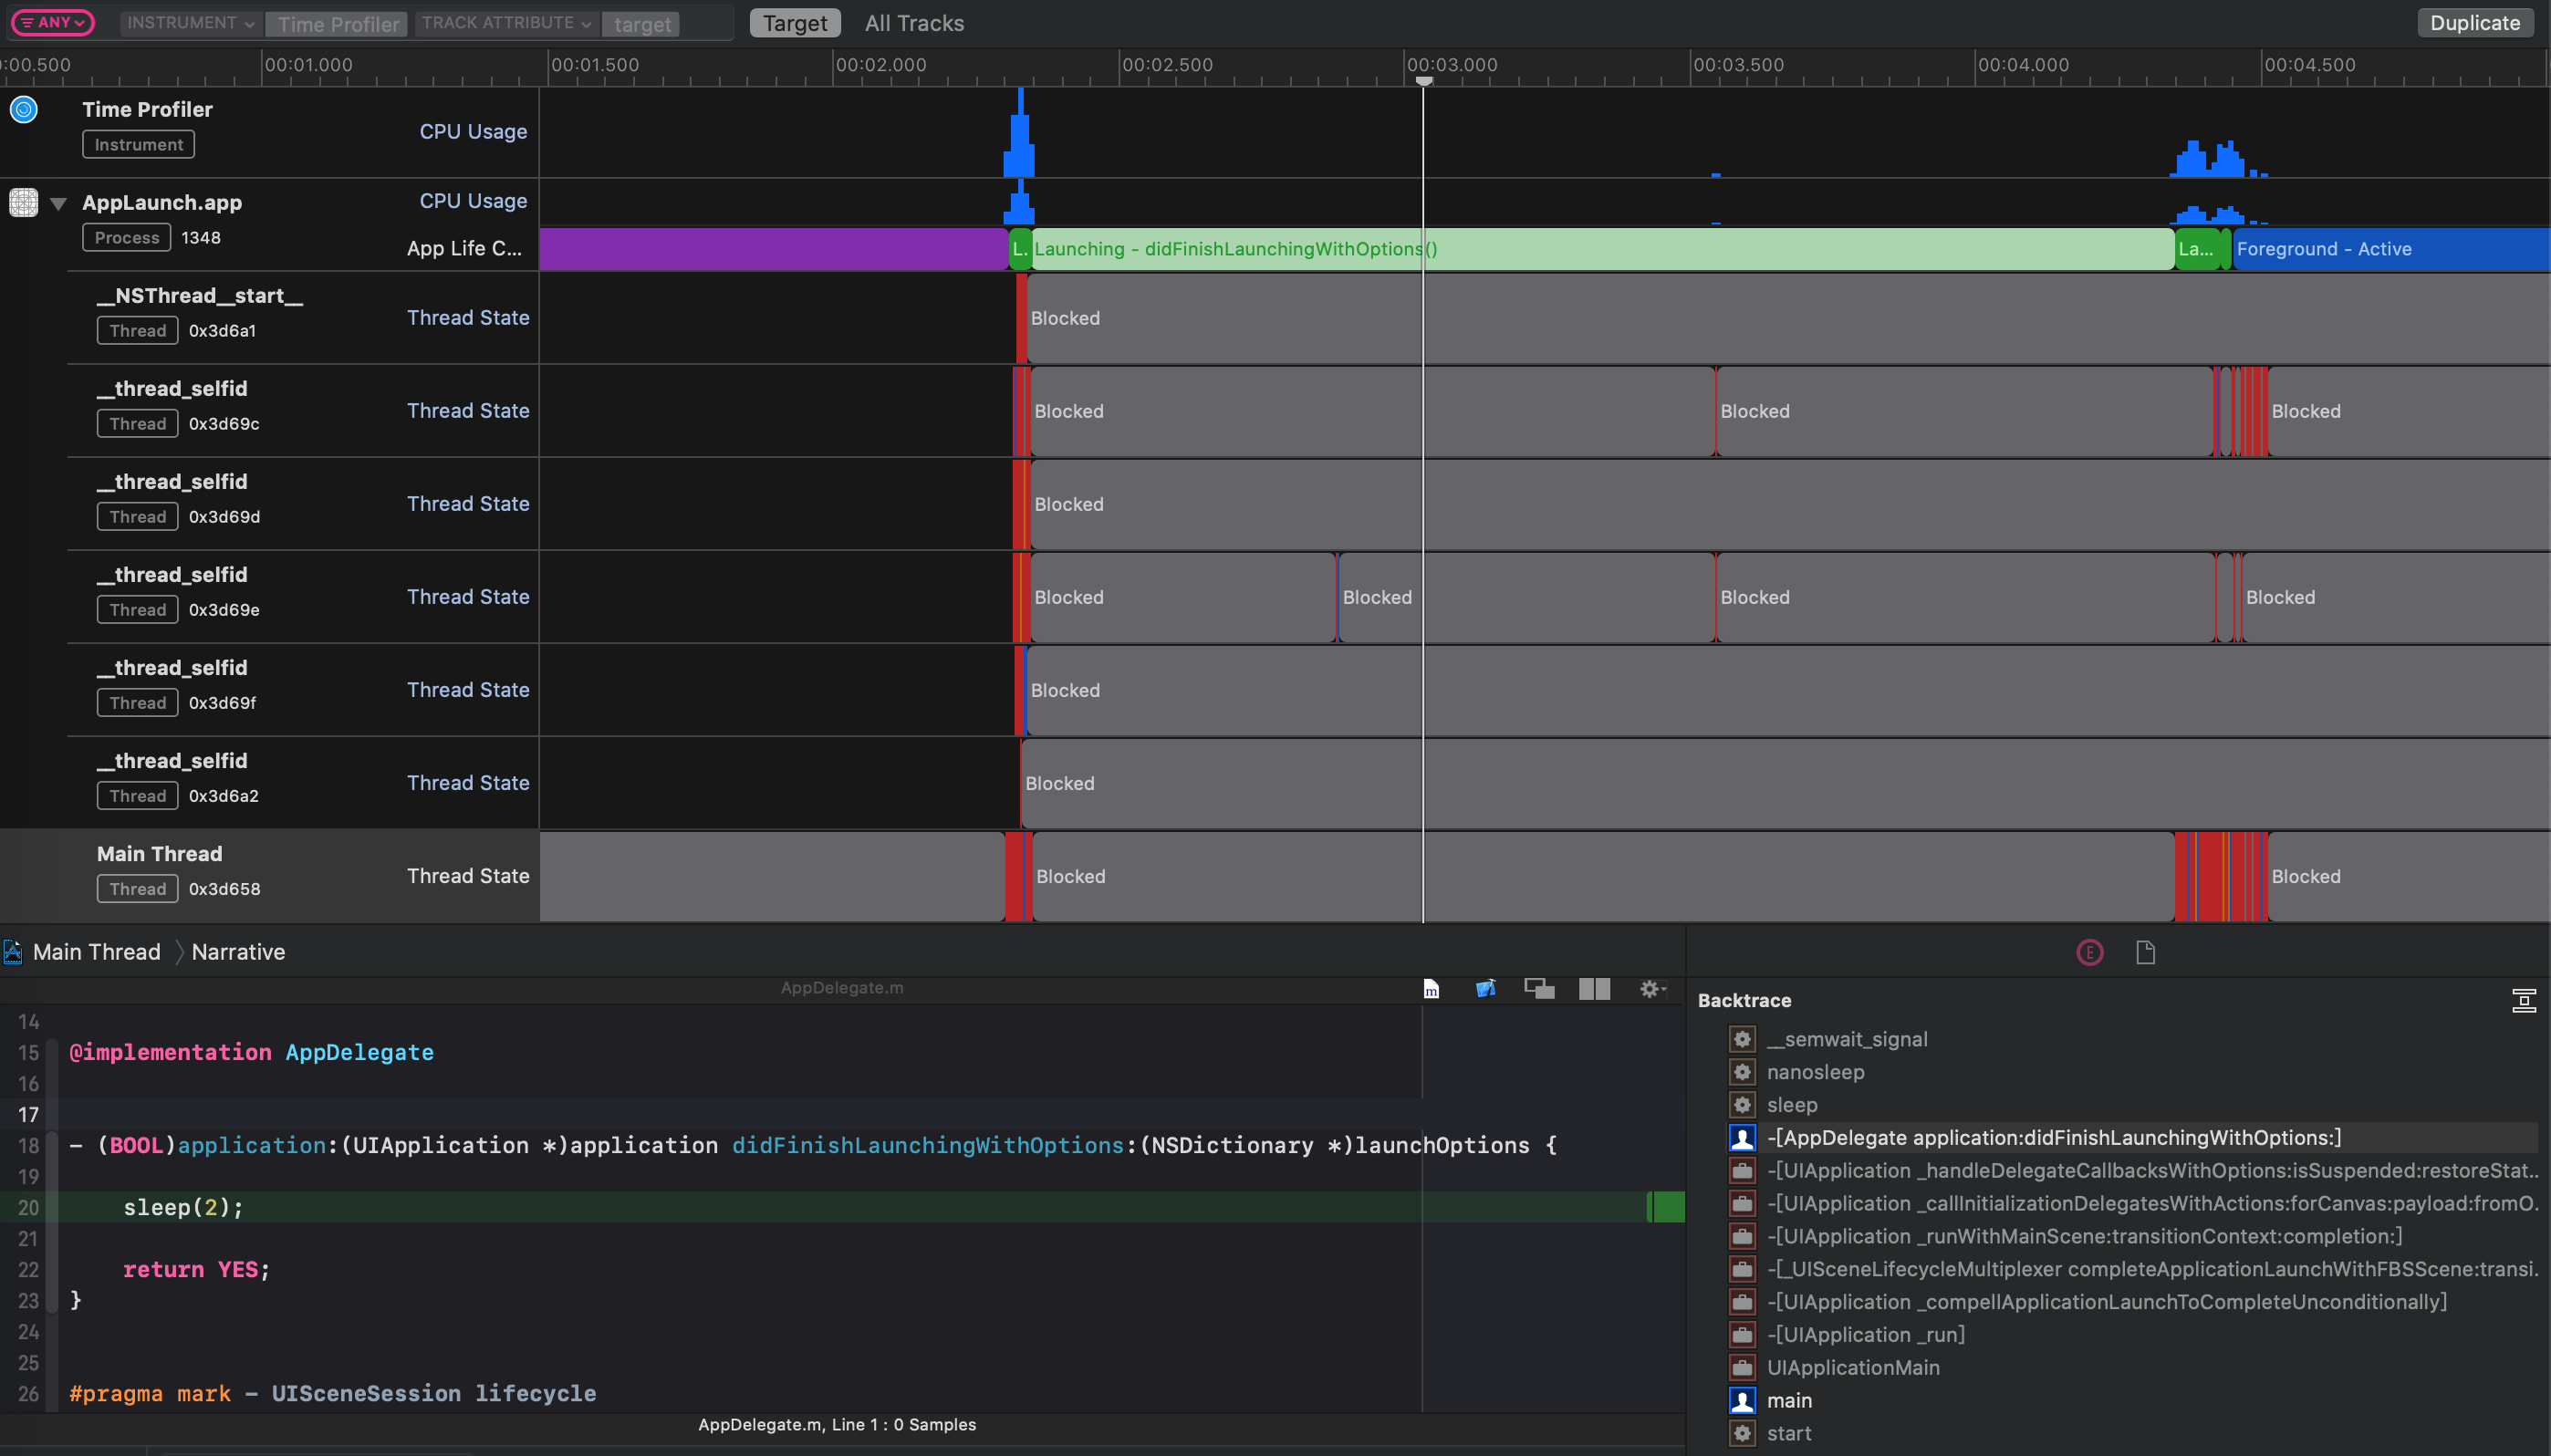 ANY INSTRUMENT Time Profiler TRACK ATTRIBUTE target Target All Tracks Duplicate
:00.500 00:01.000 00:01.500 00:02.000 00:02.500 00:03.000 00:03.500 00:04.000 00:04.500
Time Profiler
Instrument
CPU Usage
AppLaunch.app
Process 1348
CPU Usage
App Life C...
L. Launching - didFinishLaunchingWithOptions() La... Foreground - Active
__NSThread__start__
Thread 0x3d6a1
Thread State
Blocked
__thread_selfid
Thread 0x3d69c
Thread State
Blocked Blocked Blocked
__thread_selfid
Thread 0x3d69d
Thread State
Blocked
__thread_selfid
Thread 0x3d69e
Thread State
Blocked Blocked Blocked Blocked
__thread_selfid
Thread 0x3d69f
Thread State
Blocked
__thread_selfid
Thread 0x3d6a2
Thread State
Blocked
Main Thread
Thread 0x3d658
Thread State
Blocked Blocked
Main Thread Narrative
E
AppDelegate.m
m
14
15 @implementation AppDelegate
16
17
18 - (BOOL)application:(UIApplication *)application didFinishLaunchingWithOptions:(NSDictionary *)launchOptions {
19
20 sleep(2);
21
22 return YES;
23 }
24
25
26 #pragma mark - UISceneSession lifecycle
AppDelegate.m, Line 1 : 0 Samples
Backtrace
__semwait_signal
nanosleep
sleep
-[AppDelegate application:didFinishLaunchingWithOptions:]
-[UIApplication _handleDelegateCallbacksWithOptions:isSuspended:restoreStat..
-[UIApplication _callInitializationDelegatesWithActions:forCanvas:payload:fromO.
-[UIApplication _runWithMainScene:transitionContext:completion:]
-[_UISceneLifecycleMultiplexer completeApplicationLaunchWithFBSScene:transi.
-[UIApplication _compellApplicationLaunchToCompleteUnconditionally]
-[UIApplication _run]
UIApplicationMain
main
start